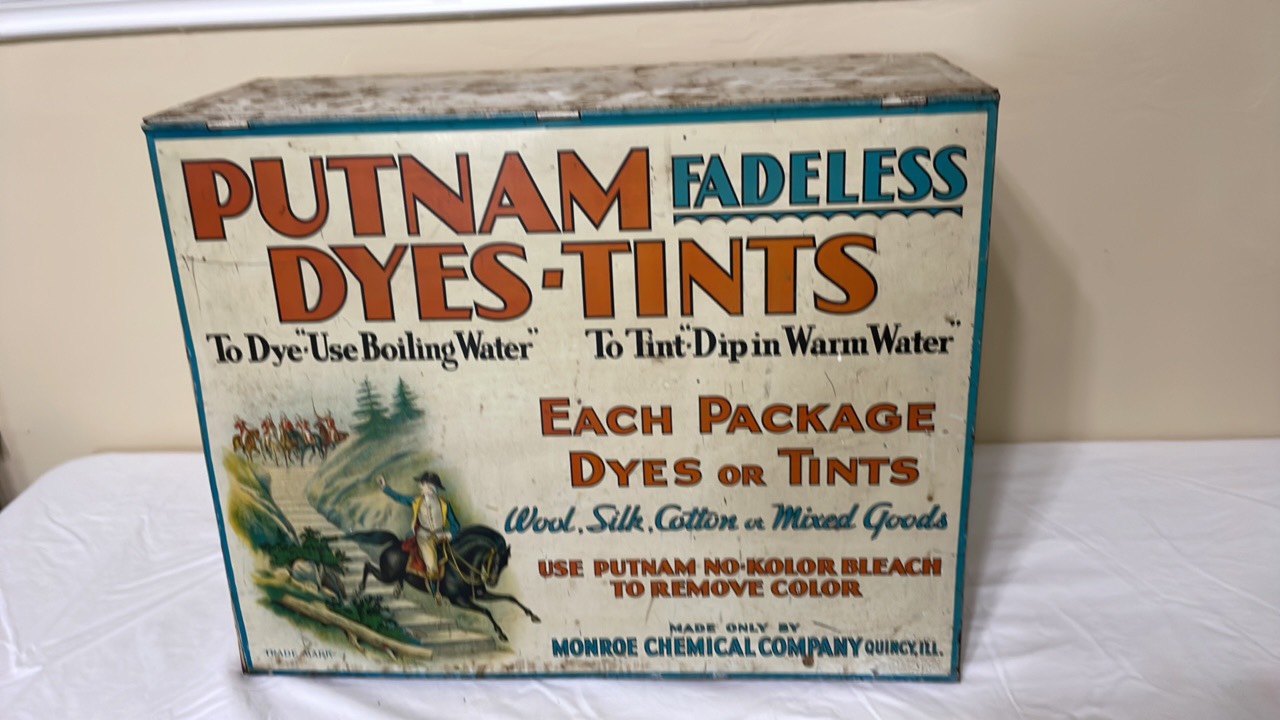 PUTNAM FADELESS
DYES·TINTS
To Dye "Use Boiling Water" To Tint "Dip in Warm Water"
EACH PACKAGE
DYES OR TINTS
Wool, Silk, Cotton or Mixed Goods
USE PUTNAM NO-KOLOR BLEACH
TO REMOVE COLOR
MADE ONLY BY
MONROE CHEMICAL COMPANY QUINCY, ILL.
TRADE MARK